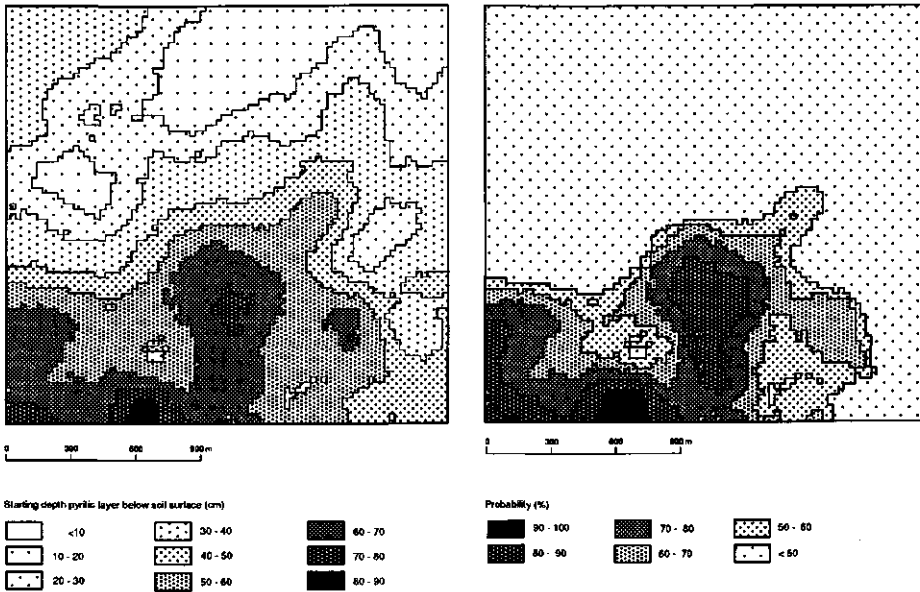 0 300 600 900 m
0 300 600 900 m
Starting depth pyritic layer below soil surface (cm)
<10 30 - 40 60 - 70
10 - 20 40 - 50 70 - 80
20 - 30 50 - 60 80 - 90
Probability (%)
90 - 100 70 - 80 50 - 60
80 - 90 60 - 70 < 50